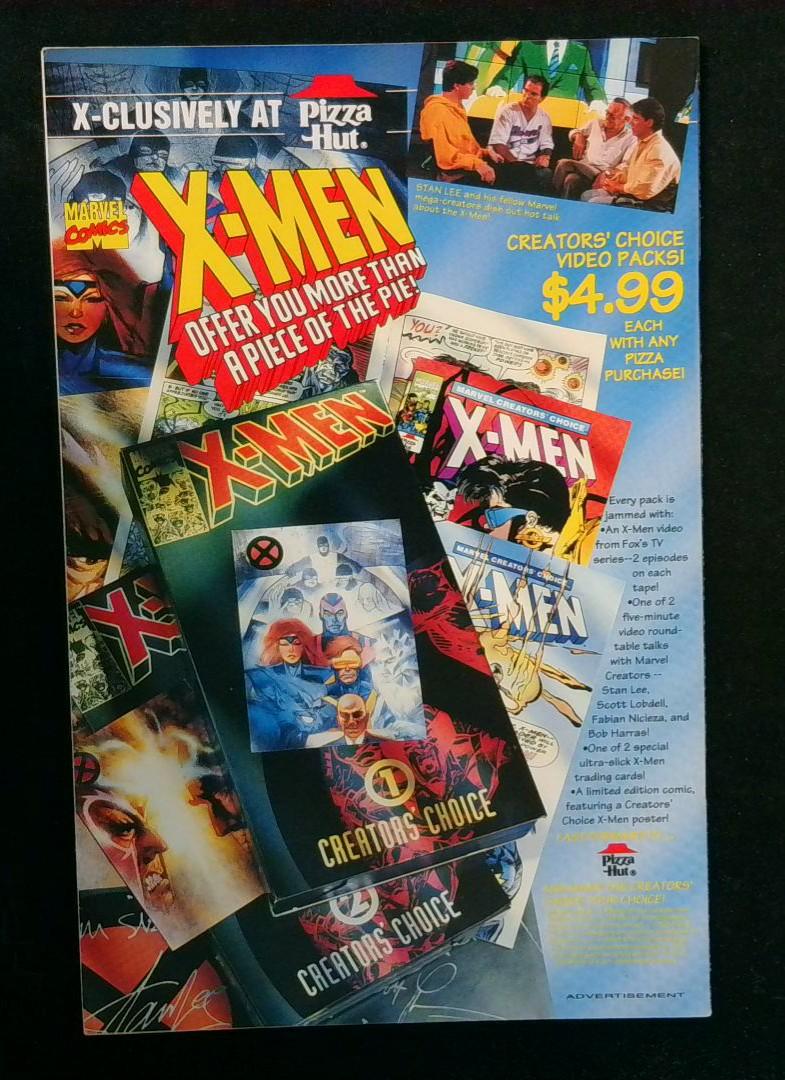 X-CLUSIVELY AT
Pizza
Hut®
MARVEL
COMICS
X-MEN
OFFER YOU MORE THAN
A PIECE OF THE PIE!
STAN LEE and his fellow Marvel
mega-creators dish out hot talk
about the X-Men!
CREATORS' CHOICE
VIDEO PACKS!
$4.99
EACH
WITH ANY
PIZZA
PURCHASE!
YOU?
MARVEL CREATORS' CHOICE
X-MEN
X-MEN
MARVEL CREATORS' CHOICE
-MEN
X-
1
CREATORS' CHOICE
2
CREATORS' CHOICE
Every pack is
jammed with:
•An X-Men video
from Fox's TV
series--2 episodes
on each
tape!
•One of 2
five-minute
video round-
table talks
with Marvel
Creators --
Stan Lee,
Scott Lobdell,
Fabian Nicieza, and
Bob Harras!
•One of 2 special
ultra-slick X-Men
trading cards!
•A limited edition comic,
featuring a Creators'
Choice X-Men poster!
Pizza
Hut®
Stan Lee
ADVERTISEMENT